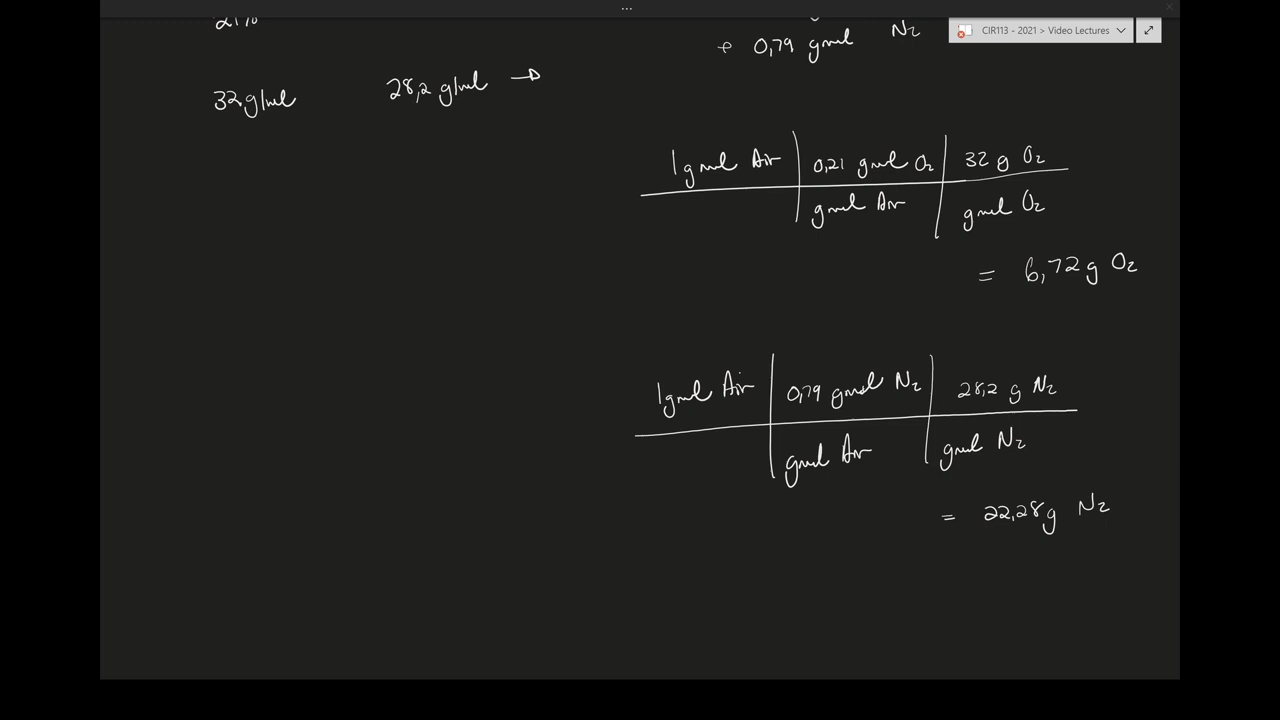 21%
+ 0,79 gmol N2
CIR113 - 2021 > Video Lectures
32 g/mol 28,2 g/mol →
1 gmol Air 0,21 gmol O2 32 g O2
gmol Air gmol O2
= 6,72 g O2
1 gmol Air 0,79 gmol N2 28,2 g N2
gmol Air gmol N2
= 22,28 g N2